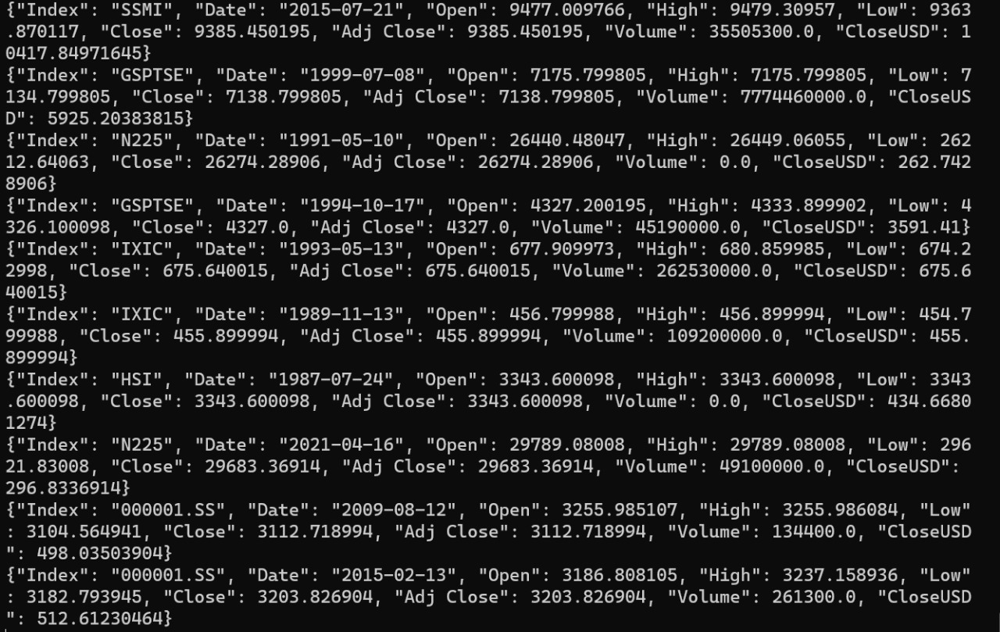 {"Index": "SSMI", "Date": "2015-07-21", "Open": 9477.009766, "High": 9479.30957, "Low": 9363
.870117, "Close": 9385.450195, "Adj Close": 9385.450195, "Volume": 35505300.0, "CloseUSD": 1
0417.84971645}
{"Index": "GSPTSE", "Date": "1999-07-08", "Open": 7175.799805, "High": 7175.799805, "Low": 7
134.799805, "Close": 7138.799805, "Adj Close": 7138.799805, "Volume": 7774460000.0, "CloseUS
D": 5925.20383815}
{"Index": "N225", "Date": "1991-05-10", "Open": 26440.48047, "High": 26449.06055, "Low": 262
12.64063, "Close": 26274.28906, "Adj Close": 26274.28906, "Volume": 0.0, "CloseUSD": 262.742
8906}
{"Index": "GSPTSE", "Date": "1994-10-17", "Open": 4327.200195, "High": 4333.899902, "Low": 4
326.100098, "Close": 4327.0, "Adj Close": 4327.0, "Volume": 45190000.0, "CloseUSD": 3591.41}
{"Index": "IXIC", "Date": "1993-05-13", "Open": 677.909973, "High": 680.859985, "Low": 674.2
2998, "Close": 675.640015, "Adj Close": 675.640015, "Volume": 262530000.0, "CloseUSD": 675.6
40015}
{"Index": "IXIC", "Date": "1989-11-13", "Open": 456.799988, "High": 456.899994, "Low": 454.7
99988, "Close": 455.899994, "Adj Close": 455.899994, "Volume": 109200000.0, "CloseUSD": 455.
899994}
{"Index": "HSI", "Date": "1987-07-24", "Open": 3343.600098, "High": 3343.600098, "Low": 3343
.600098, "Close": 3343.600098, "Adj Close": 3343.600098, "Volume": 0.0, "CloseUSD": 434.6680
1274}
{"Index": "N225", "Date": "2021-04-16", "Open": 29789.08008, "High": 29789.08008, "Low": 296
21.83008, "Close": 29683.36914, "Adj Close": 29683.36914, "Volume": 49100000.0, "CloseUSD":
296.8336914}
{"Index": "000001.SS", "Date": "2009-08-12", "Open": 3255.985107, "High": 3255.986084, "Low"
: 3104.564941, "Close": 3112.718994, "Adj Close": 3112.718994, "Volume": 134400.0, "CloseUSD
": 498.03503904}
{"Index": "000001.SS", "Date": "2015-02-13", "Open": 3186.808105, "High": 3237.158936, "Low"
: 3182.793945, "Close": 3203.826904, "Adj Close": 3203.826904, "Volume": 261300.0, "CloseUSD
": 512.61230464}